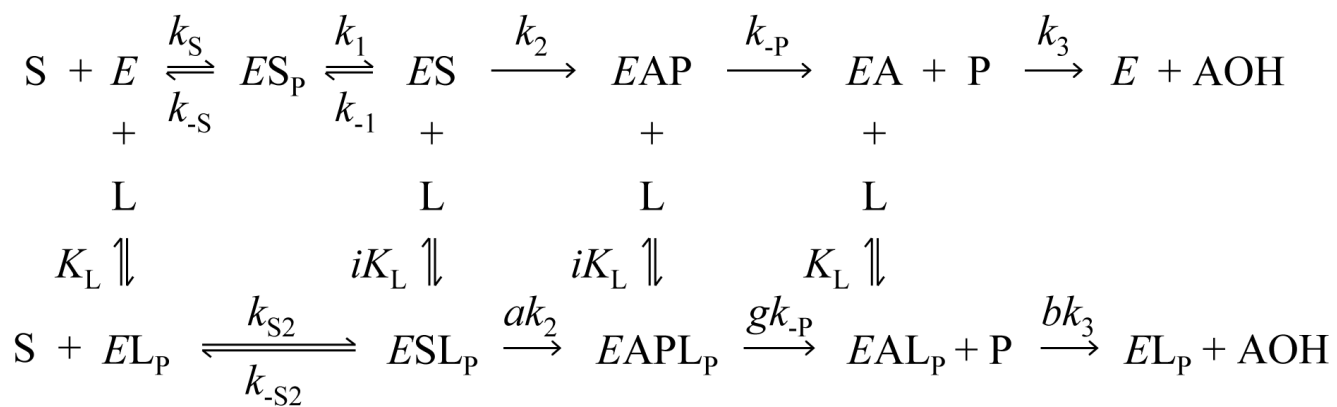 k_S k_1 k_2 k_-P k_3
S + E ⇌ ES_P ⇌ ES → EAP → EA + P → E + AOH
k_-S k_-1
+ + + +
L L L L
K_L ⇌ iK_L ⇌ iK_L ⇌ K_L ⇌
k_S2 ak_2 gk_-P bk_3
S + EL_P ⇌ ESL_P → EAPL_P → EAL_P + P → EL_P + AOH
k_-S2